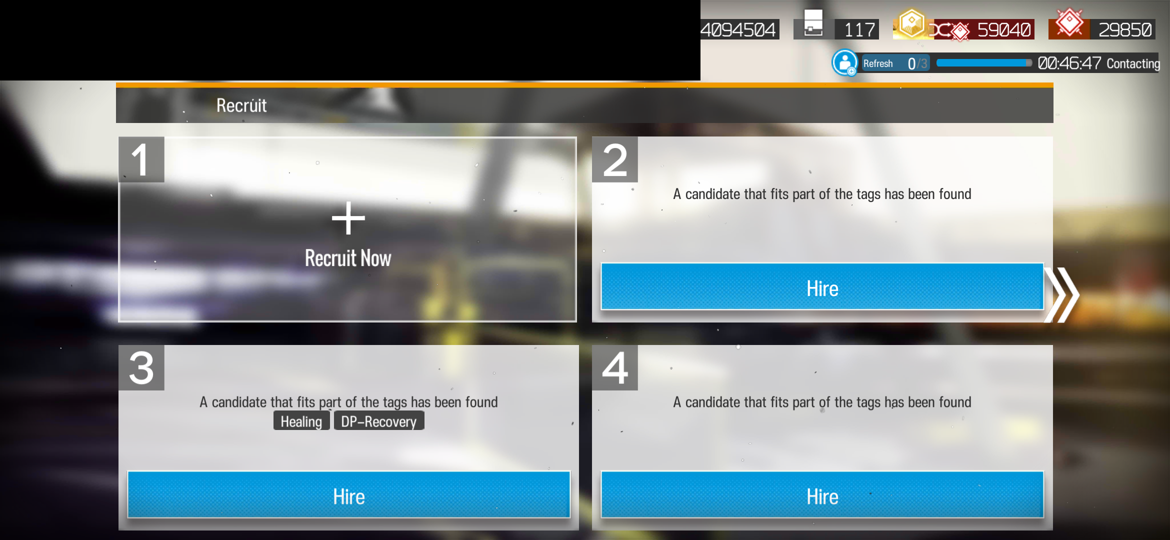 4094504
117
59040
29850
Refresh 0/3
00:46:47 Contacting
Recruit
1
Recruit Now
2
A candidate that fits part of the tags has been found
Hire
3
A candidate that fits part of the tags has been found
Healing DP-Recovery
Hire
4
A candidate that fits part of the tags has been found
Hire